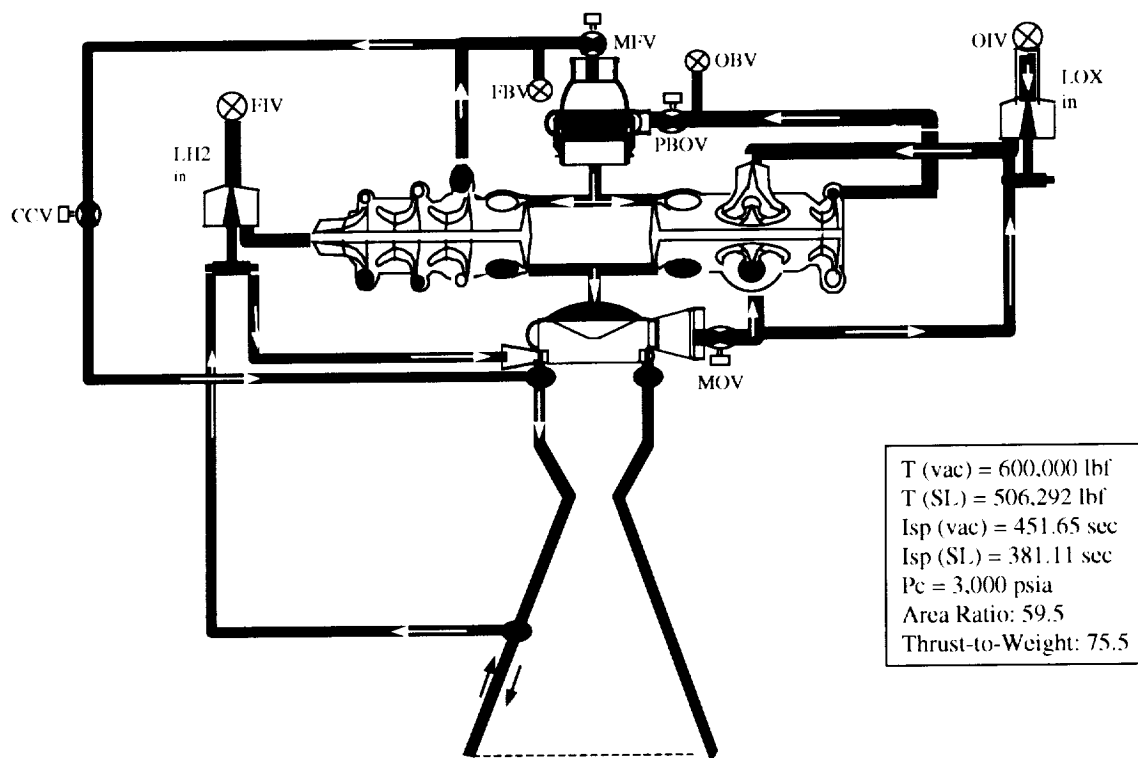 MFV
OBV
OIV
FBV
LOX
in
FIV
PBOV
LH2
in
CCV
MOV
T (vac) = 600,000 lbf
T (SL) = 506,292 lbf
Isp (vac) = 451.65 sec
Isp (SL) = 381.11 sec
Pc = 3,000 psia
Area Ratio: 59.5
Thrust-to-Weight: 75.5